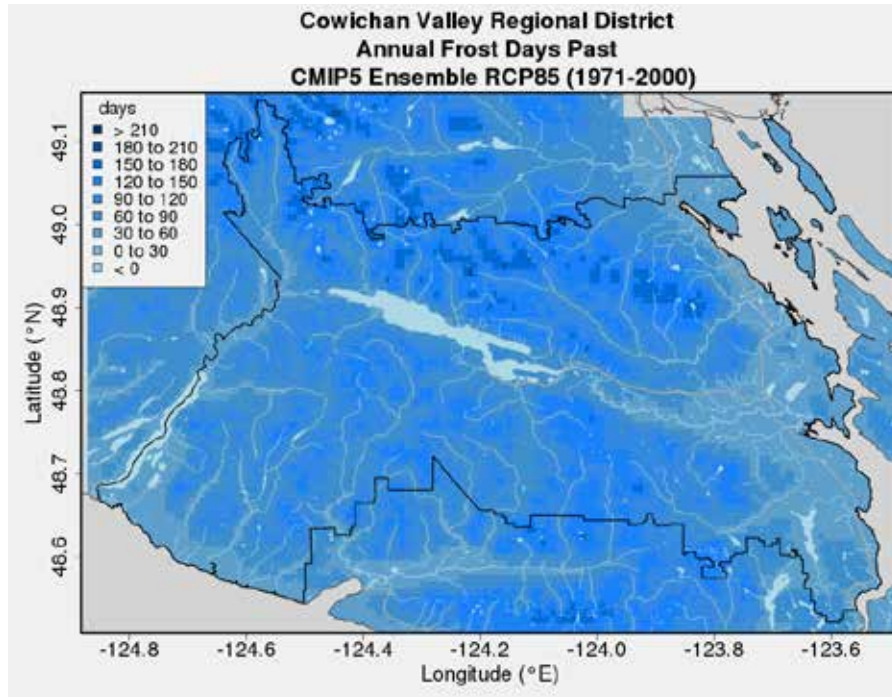 Cowichan Valley Regional District
Annual Frost Days Past
CMIP5 Ensemble RCP85 (1971-2000)
days
> 210
180 to 210
150 to 180
120 to 150
90 to 120
60 to 90
30 to 60
0 to 30
< 0
49.1
49.0
48.9
48.8
48.7
48.6
Latitude (°N)
3
-124.8 -124.6 -124.4 -124.2 -124.0 -123.8 -123.6
Longitude (°E)